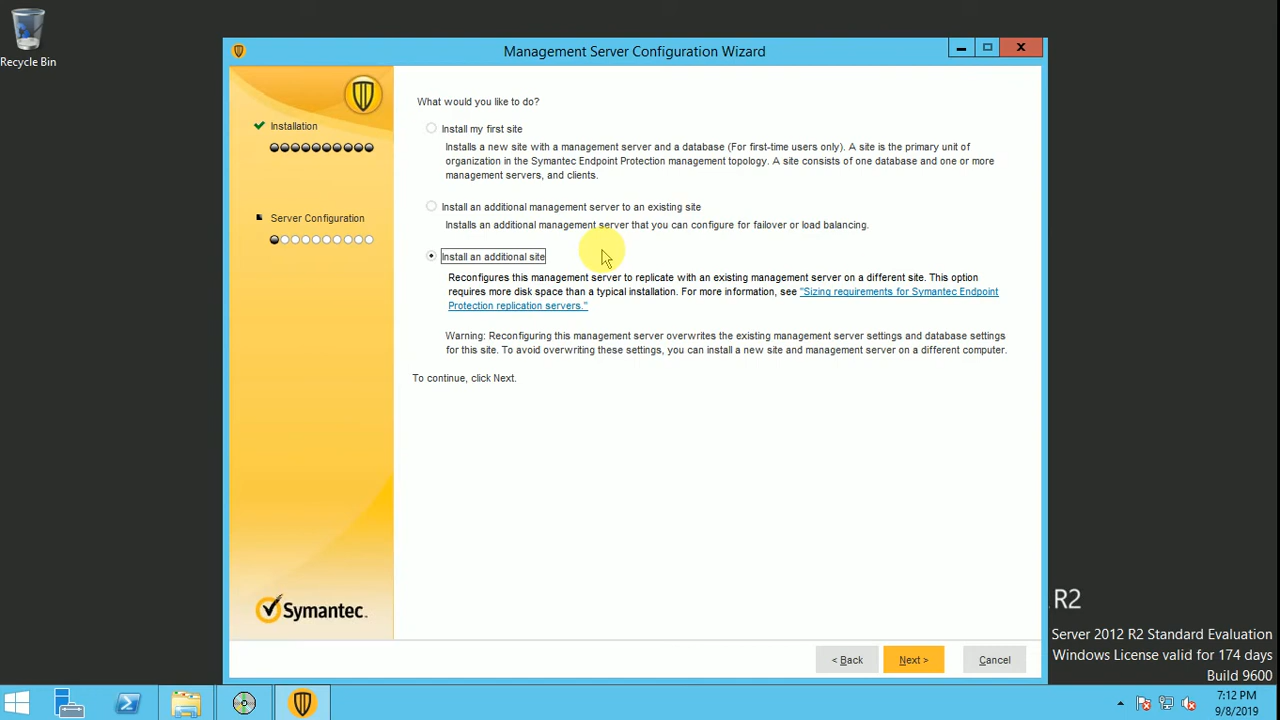 Recycle Bin
Management Server Configuration Wizard
Installation
Server Configuration
Symantec.
What would you like to do?
Install my first site
Installs a new site with a management server and a database (For first-time users only). A site is the primary unit of
organization in the Symantec Endpoint Protection management topology. A site consists of one database and one or more
management servers, and clients.
Install an additional management server to an existing site
Installs an additional management server that you can configure for failover or load balancing.
Install an additional site
Reconfigures this management server to replicate with an existing management server on a different site. This option
requires more disk space than a typical installation. For more information, see "Sizing requirements for Symantec Endpoint
Protection replication servers."
Warning: Reconfiguring this management server overwrites the existing management server settings and database settings
for this site. To avoid overwriting these settings, you can install a new site and management server on a different computer.
To continue, click Next.
< Back
Next >
Cancel
R2
Server 2012 R2 Standard Evaluation
Windows License valid for 174 days
Build 9600
7:12 PM
9/8/2019